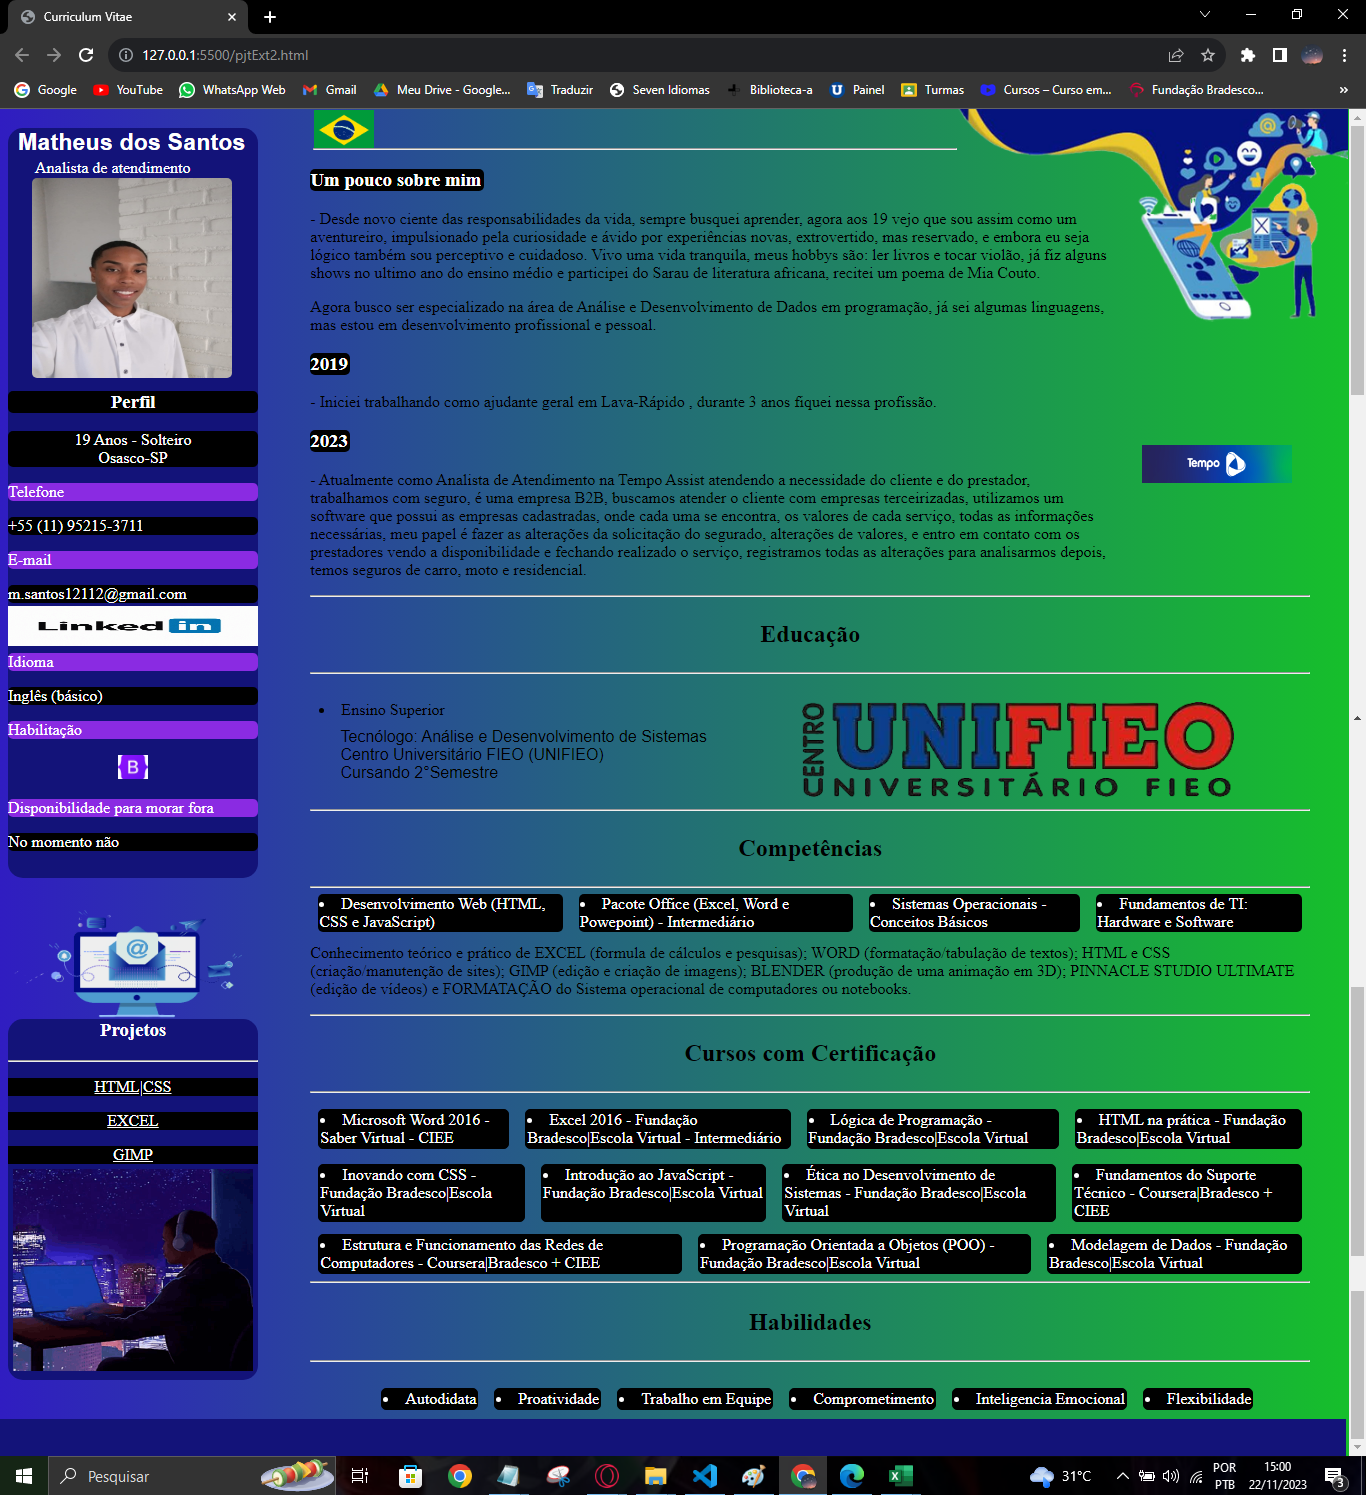 Curriculum Vitae
127.0.0.1:5500/pjtExt2.html
Google
YouTube
WhatsApp Web
Gmail
Meu Drive - Google...
Traduzir
Seven Idiomas
Biblioteca-a
Painel
Turmas
Cursos – Curso em...
Fundação Bradesco...
»
Matheus dos Santos
Analista de atendimento
Perfil
19 Anos - Solteiro
Osasco-SP
Telefone
+55 (11) 95215-3711
E-mail
m.santos12112@gmail.com
Linked in
Idioma
Inglês (básico)
Habilitação
B
Disponibilidade para morar fora
No momento não
@
Projetos
HTML|CSS
EXCEL
GIMP
Um pouco sobre mim
- Desde novo ciente das responsabilidades da vida, sempre busquei aprender, agora aos 19 vejo que sou assim como um
aventureiro, impulsionado pela curiosidade e ávido por experiências novas, extrovertido, mas reservado, e embora eu seja
lógico também sou perceptivo e cuidadoso. Vivo uma vida tranquila, meus hobbys são: ler livros e tocar violão, já fiz alguns
shows no ultimo ano do ensino médio e participei do Sarau de literatura africana, recitei um poema de Mia Couto.
Agora busco ser especializado na área de Análise e Desenvolvimento de Dados em programação, já sei algumas linguagens,
mas estou em desenvolvimento profissional e pessoal.
2019
- Iniciei trabalhando como ajudante geral em Lava-Rápido , durante 3 anos fiquei nessa profissão.
2023
Tempo
- Atualmente como Analista de Atendimento na Tempo Assist atendendo a necessidade do cliente e do prestador,
trabalhamos com seguro, é uma empresa B2B, buscamos atender o cliente com empresas terceirizadas, utilizamos um
software que possui as empresas cadastradas, onde cada uma se encontra, os valores de cada serviço, todas as informações
necessárias, meu papel é fazer as alterações da solicitação do segurado, alterações de valores, e entro em contato com os
prestadores vendo a disponibilidade e fechando realizado o serviço, registramos todas as alterações para analisarmos depois,
temos seguros de carro, moto e residencial.
Educação
• Ensino Superior
Tecnólogo: Análise e Desenvolvimento de Sistemas
Centro Universitário FIEO (UNIFIEO)
Cursando 2°Semestre
CENTRO
UNIFIEO
NIVERSITÁRIO FIEO
Competências
• Desenvolvimento Web (HTML,
CSS e JavaScript)
• Pacote Office (Excel, Word e
Powepoint) - Intermediário
• Sistemas Operacionais -
Conceitos Básicos
• Fundamentos de TI:
Hardware e Software
Conhecimento teórico e prático de EXCEL (formula de cálculos e pesquisas); WORD (formatação/tabulação de textos); HTML e CSS
(criação/manutenção de sites); GIMP (edição e criação de imagens); BLENDER (produção de uma animação em 3D); PINNACLE STUDIO ULTIMATE
(edição de vídeos) e FORMATAÇÃO do Sistema operacional de computadores ou notebooks.
Cursos com Certificação
• Microsoft Word 2016 -
Saber Virtual - CIEE
• Excel 2016 - Fundação
Bradesco|Escola Virtual - Intermediário
• Lógica de Programação -
Fundação Bradesco|Escola Virtual
• HTML na prática - Fundação
Bradesco|Escola Virtual
• Inovando com CSS -
Fundação Bradesco|Escola
Virtual
• Introdução ao JavaScript -
Fundação Bradesco|Escola Virtual
• Ética no Desenvolvimento de
Sistemas - Fundação Bradesco|Escola
Virtual
• Fundamentos do Suporte
Técnico - Coursera|Bradesco +
CIEE
• Estrutura e Funcionamento das Redes de
Computadores - Coursera|Bradesco + CIEE
• Programação Orientada a Objetos (POO) -
Fundação Bradesco|Escola Virtual
• Modelagem de Dados - Fundação
Bradesco|Escola Virtual
Habilidades
• Autodidata
• Proatividade
• Trabalho em Equipe
• Comprometimento
• Inteligencia Emocional
• Flexibilidade
Pesquisar
31°C
POR
PTB
15:00
22/11/2023
3